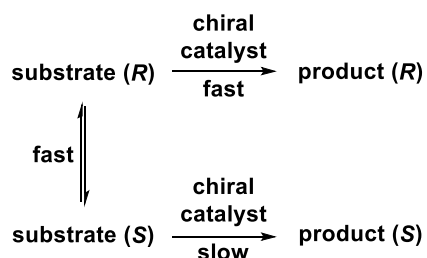 chiral
catalyst
substrate (R) product (R)
fast
fast
chiral
catalyst
substrate (S) product (S)
slow